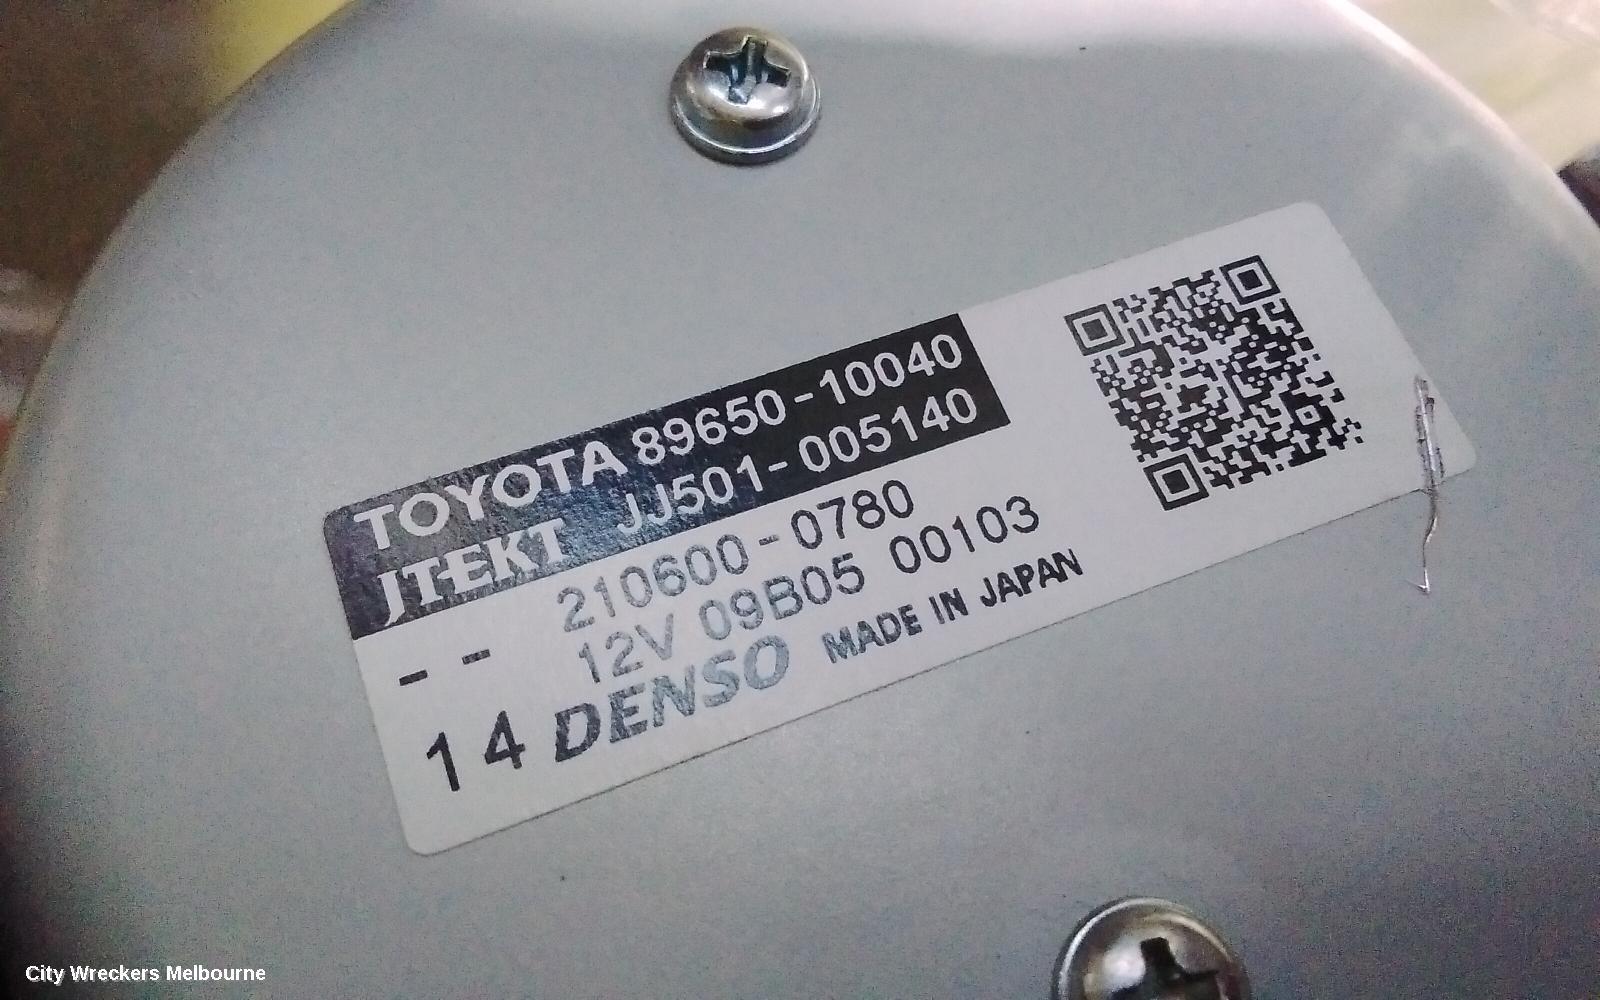 TOYOTA 89650-10040
JTEKT JJ501-005140
-- 210600-0780
12V 09B05 00103
14 DENSO MADE IN JAPAN
City Wreckers Melbourne